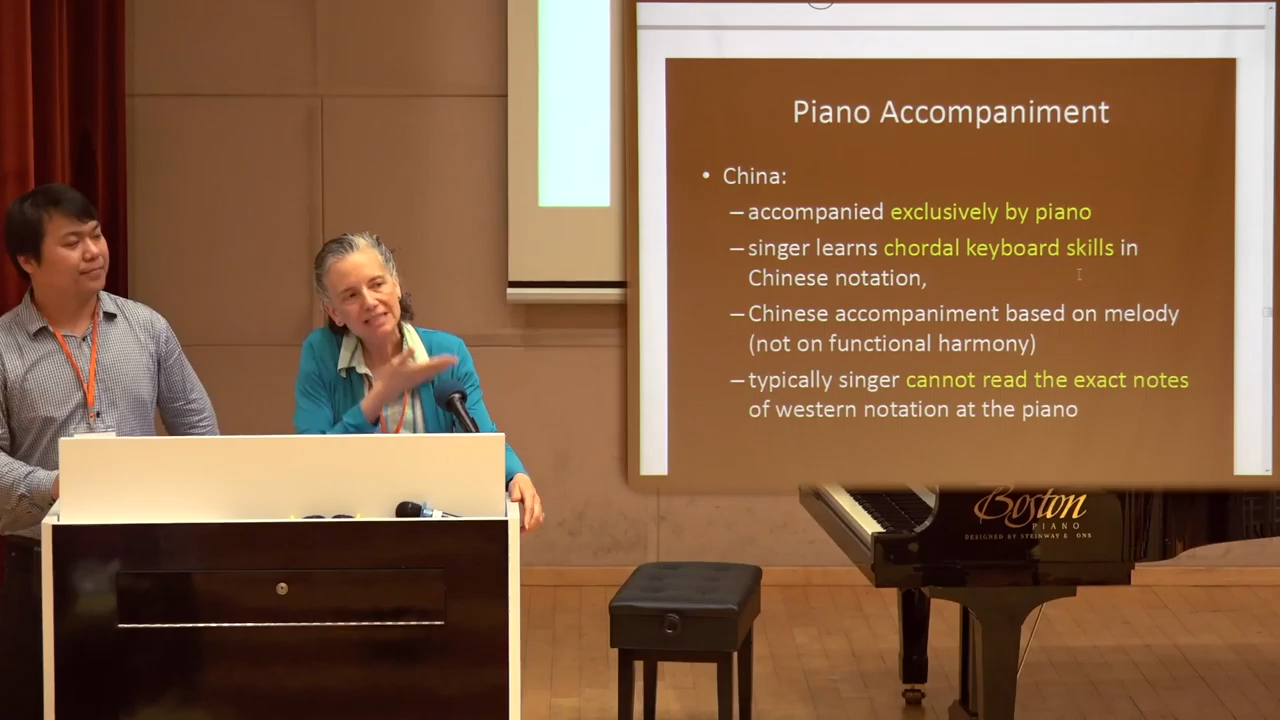 Piano Accompaniment
• China:
–accompanied exclusively by piano
–singer learns chordal keyboard skills in
Chinese notation,
–Chinese accompaniment based on melody
(not on functional harmony)
–typically singer cannot read the exact notes
of western notation at the piano
Boston
PIANO
DESIGNED BY STEINWAY & ONS